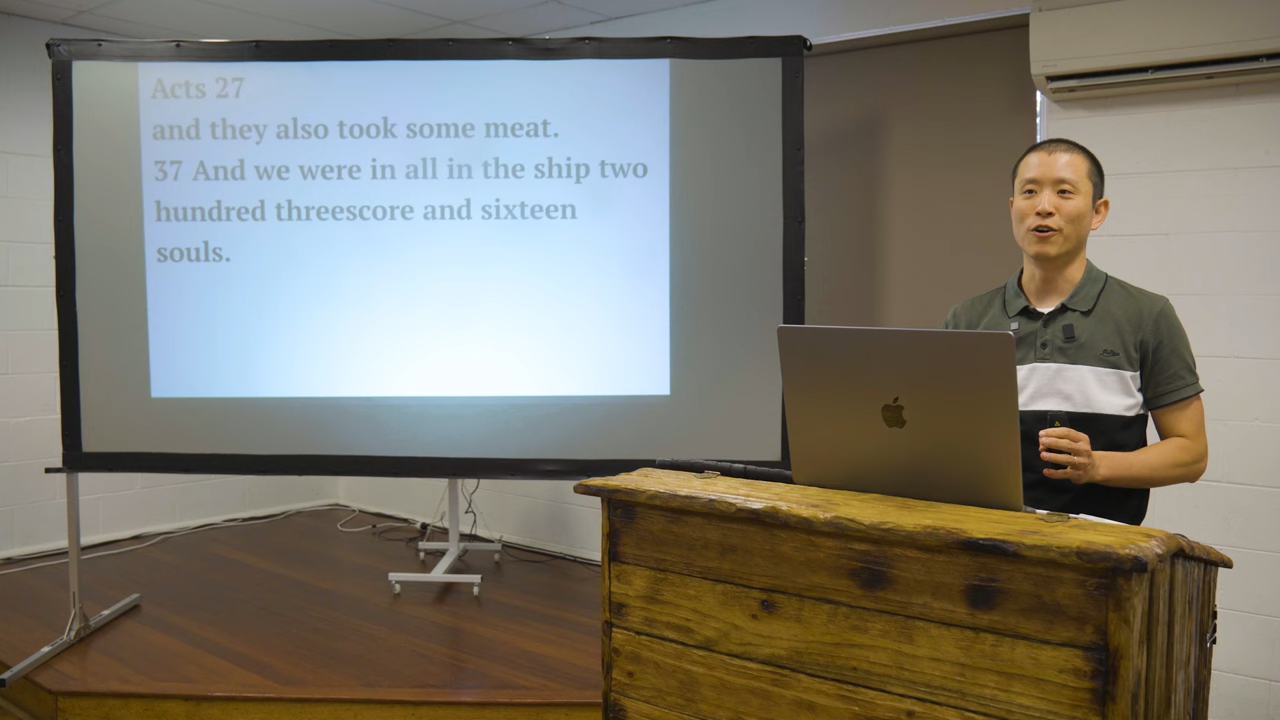 Acts 27
and they also took some meat.
37 And we were in all in the ship two
hundred threescore and sixteen
souls.